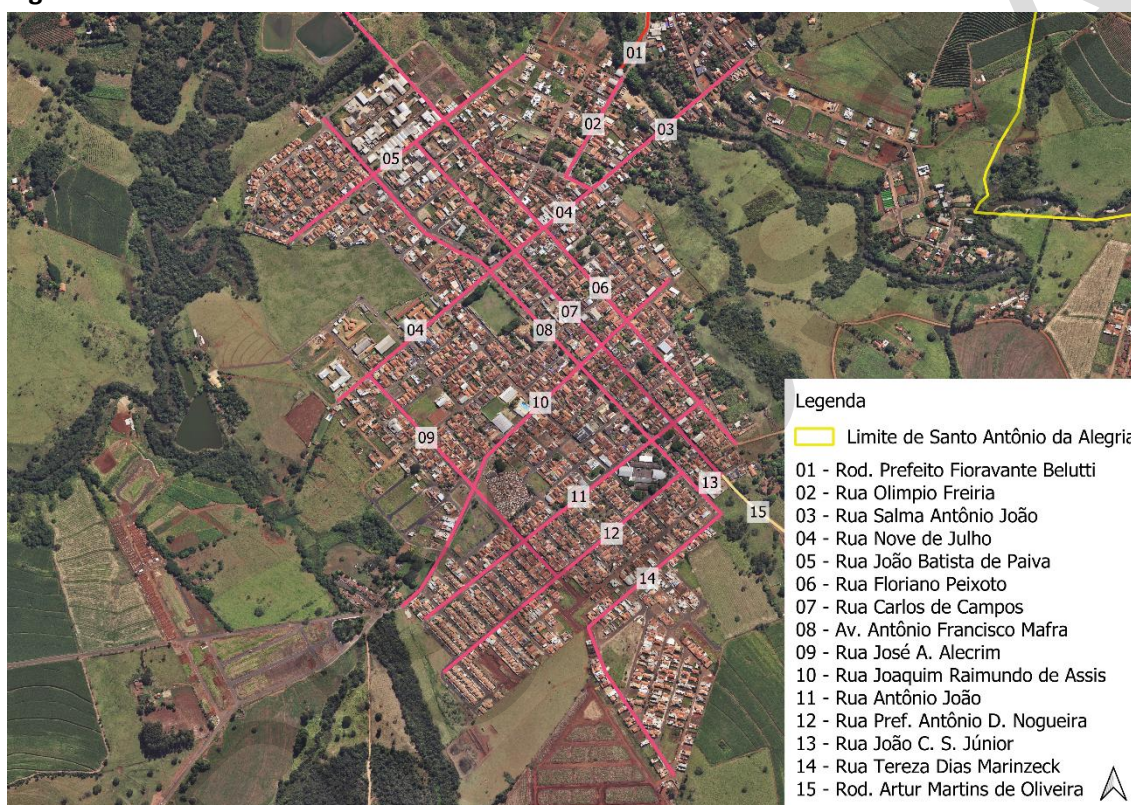 01
02
03
05
04
06
04
07
08
10
09
13
11
15
12
14
Legenda
Limite de Santo Antônio da Alegria
01 - Rod. Prefeito Fioravante Belutti
02 - Rua Olimpio Freiria
03 - Rua Salma Antônio João
04 - Rua Nove de Julho
05 - Rua João Batista de Paiva
06 - Rua Floriano Peixoto
07 - Rua Carlos de Campos
08 - Av. Antônio Francisco Mafra
09 - Rua José A. Alecrim
10 - Rua Joaquim Raimundo de Assis
11 - Rua Antônio João
12 - Rua Pref. Antônio D. Nogueira
13 - Rua João C. S. Júnior
14 - Rua Tereza Dias Marinzeck
15 - Rod. Artur Martins de Oliveira